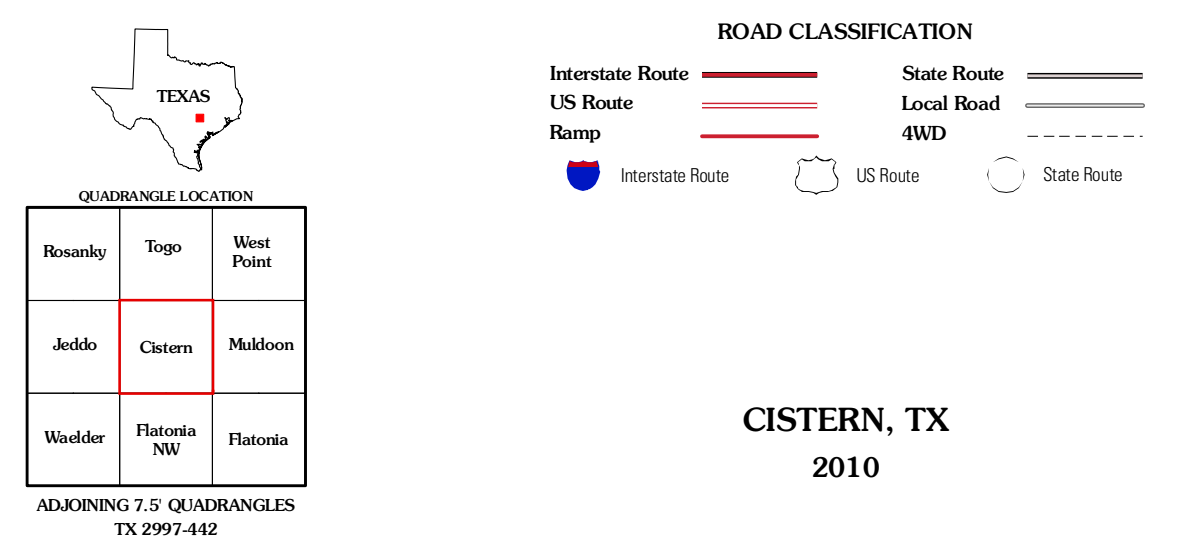 TEXAS
QUADRANGLE LOCATION
Rosanky
Togo
West
Point
Jeddo
Cistern
Muldoon
Waelder
Flatonia
NW
Flatonia
ADJOINING 7.5' QUADRANGLES
TX 2997-442
ROAD CLASSIFICATION
Interstate Route
State Route
US Route
Local Road
Ramp
4WD
Interstate Route
US Route
State Route
CISTERN, TX
2010